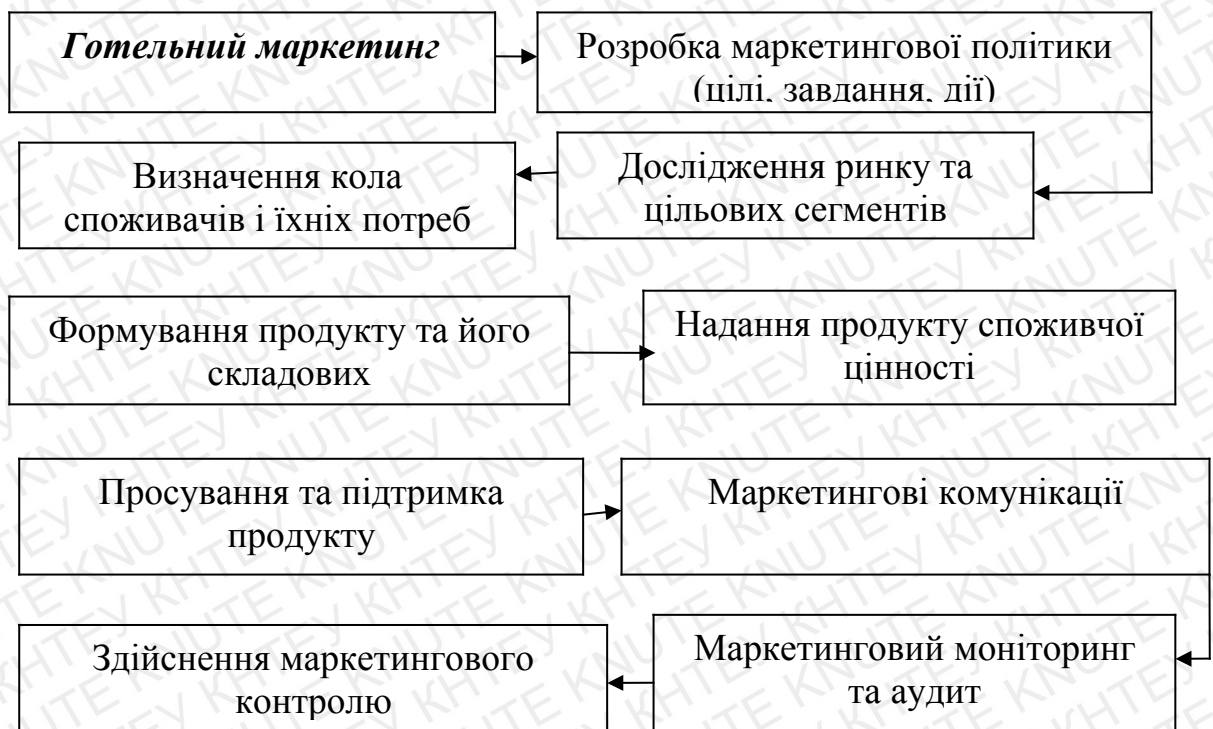 Готельний маркетинг
Розробка маркетингової політики
(цілі, завдання, дії)
Дослідження ринку та
цільових сегментів
Визначення кола
споживачів і їхніх потреб
Формування продукту та його
складових
Надання продукту споживчої
цінності
Просування та підтримка
продукту
Маркетингові комунікації
Маркетинговий моніторинг
та аудит
Здійснення маркетингового
контролю